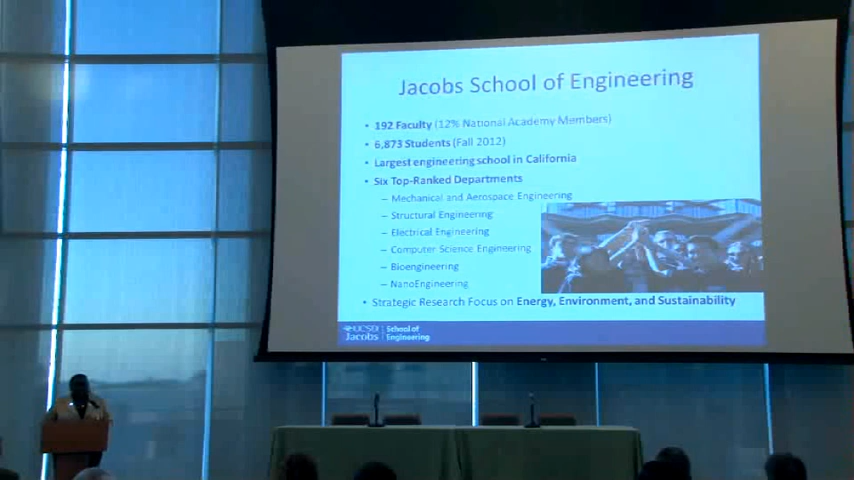 Jacobs School of Engineering
• 192 Faculty (12% National Academy Members)
• 6,873 Students (Fall 2012)
• Largest engineering school in California
• Six Top-Ranked Departments
– Mechanical and Aerospace Engineering
– Structural Engineering
– Electrical Engineering
– Computer Science Engineering
– Bioengineering
– NanoEngineering
• Strategic Research Focus on Energy, Environment, and Sustainability
UCSD School of
Jacobs Engineering